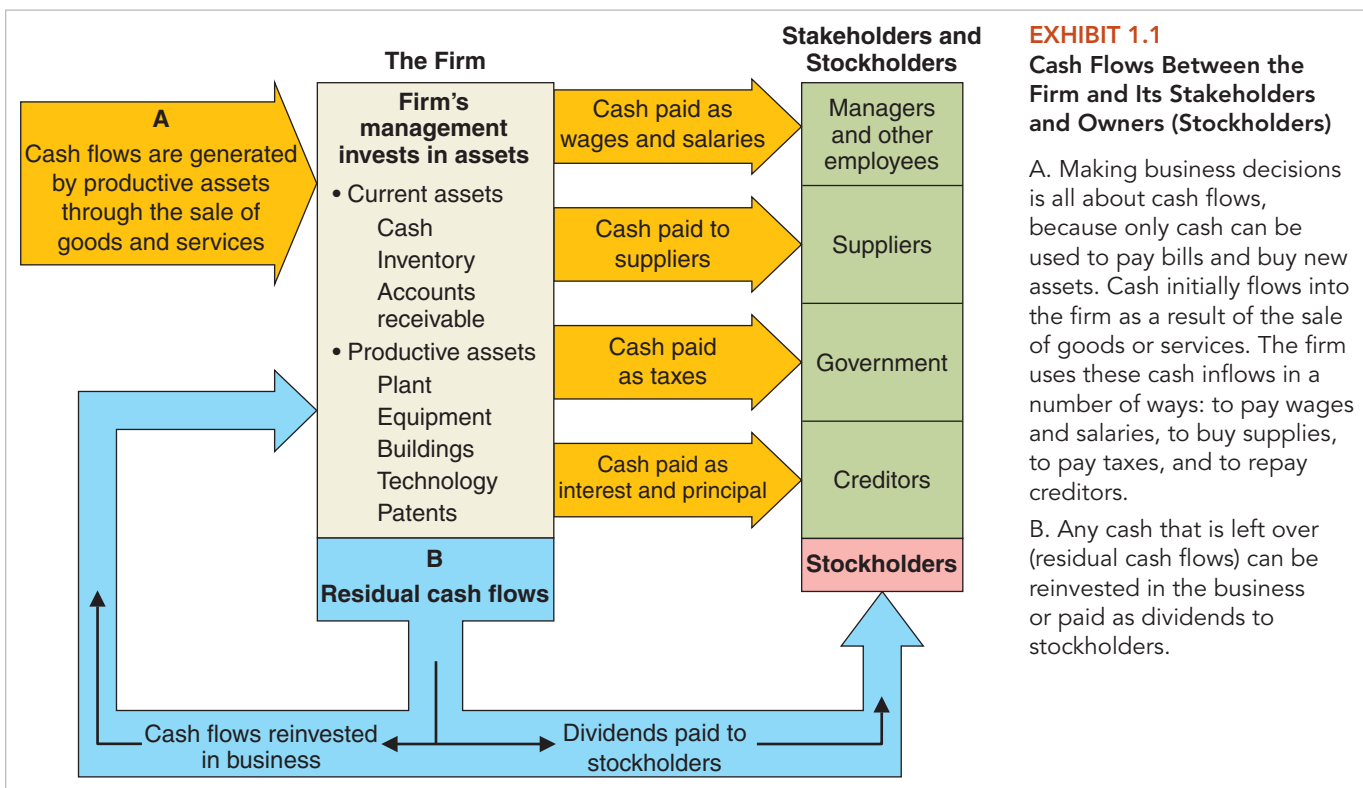 The Firm
Stakeholders and
Stockholders
A
Cash flows are generated
by productive assets
through the sale of
goods and services
Firm's
management
invests in assets
• Current assets
Cash
Inventory
Accounts
receivable
• Productive assets
Plant
Equipment
Buildings
Technology
Patents
B
Residual cash flows
Cash paid as
wages and salaries
Cash paid to
suppliers
Cash paid
as taxes
Cash paid as
interest and principal
Managers
and other
employees
Suppliers
Government
Creditors
Stockholders
Cash flows reinvested
in business
Dividends paid to
stockholders
EXHIBIT 1.1
Cash Flows Between the
Firm and Its Stakeholders
and Owners (Stockholders)
A. Making business decisions
is all about cash flows,
because only cash can be
used to pay bills and buy new
assets. Cash initially flows into
the firm as a result of the sale
of goods or services. The firm
uses these cash inflows in a
number of ways: to pay wages
and salaries, to buy supplies,
to pay taxes, and to repay
creditors.
B. Any cash that is left over
(residual cash flows) can be
reinvested in the business
or paid as dividends to
stockholders.